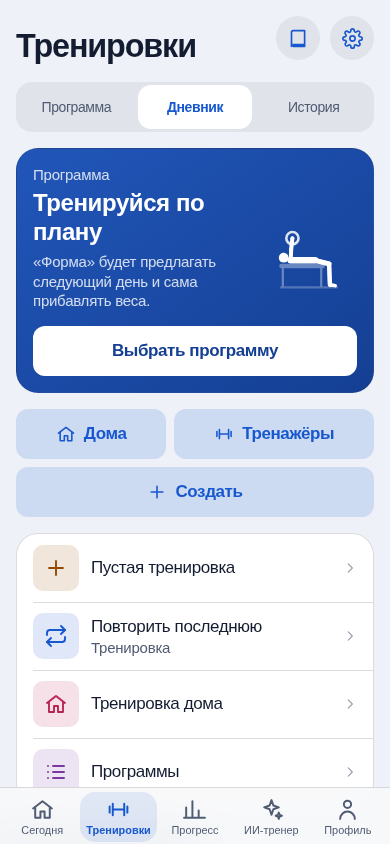 Тренировки
Программа
Дневник
История
Программа
Тренируйся по
плану
«Форма» будет предлагать
следующий день и сама
прибавлять веса.
Выбрать программу
Дома
Тренажёры
Создать
Пустая тренировка
Повторить последнюю
Тренировка
Тренировка дома
Программы
Сегодня
Тренировки
Прогресс
ИИ-тренер
Профиль